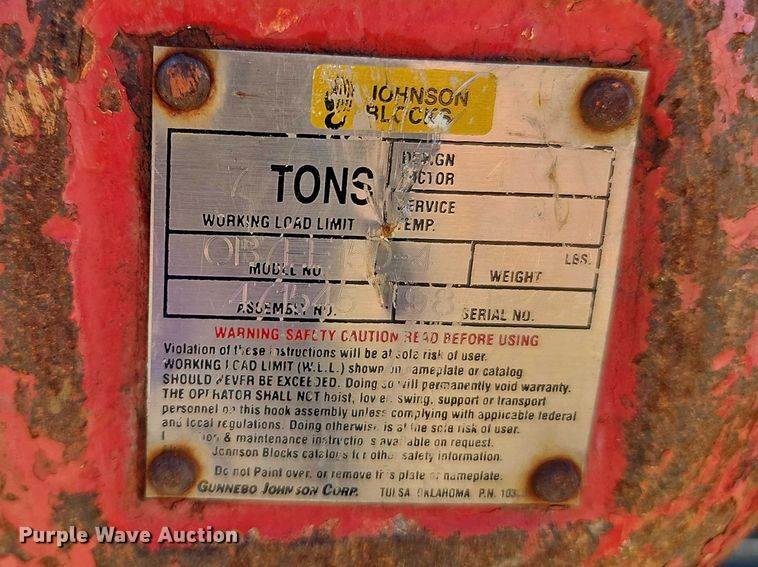 JOHNSON
BLOCKS
7 TONS
WORKING LOAD LIMIT
DESIGN
FACTOR 4
SERVICE
TEMP.
MODEL NO.
WEIGHT LBS.
ASSEMBLY NO.
SERIAL NO.
WARNING SAFETY CAUTION READ BEFORE USING
Violation of these instructions will be at sole risk of user.
WORKING LOAD LIMIT (W.L.L.) shown on nameplate or catalog
SHOULD NEVER BE EXCEEDED. Doing so will permanently void warranty.
THE OPERATOR SHALL NOT hoist, lower, swing, support or transport
personnel on this hook assembly unless complying with applicable federal
and local regulations. Doing otherwise is at the sole risk of user.
& maintenance instructions available on request.
Johnson Blocks catalogs for other safety information.
Do not Paint over, or remove this plate or nameplate.
GUNNEBO JOHNSON CORP. TULSA OKLAHOMA P.N. 103
Purple Wave Auction